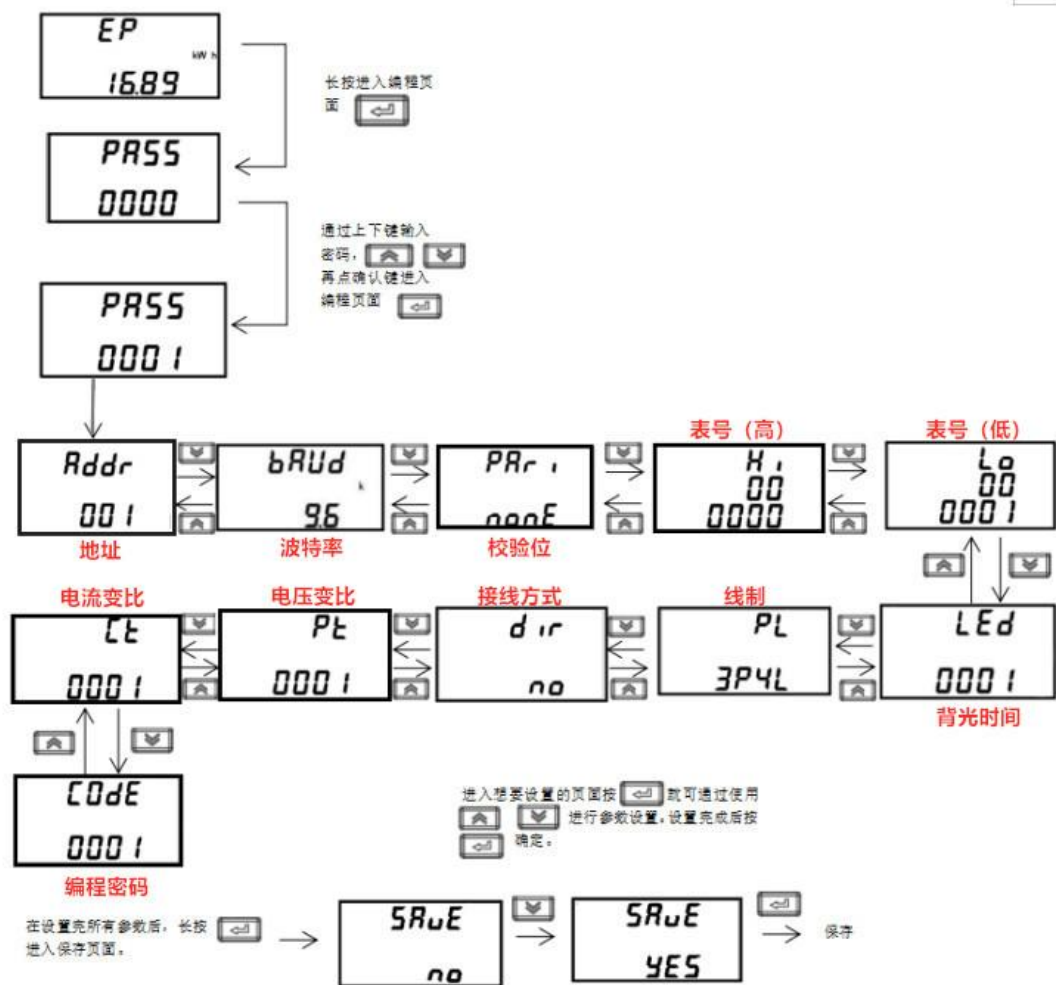 EP
kW h
16.89
长按进入编程页
面
PASS
0000
通过上下键输入
密码，
再点确认键进入
编程页面
PASS
0001
表号（高）
表号（低）
Addr
001
bAUd
k
9.6
PAri
nonE
Hi
00
0000
Lo
00
0001
地址
波特率
校验位
电流变比
电压变比
接线方式
线制
Ct
0001
Pt
0001
dir
no
PL
3P4L
LEd
0001
背光时间
COdE
0001
编程密码
进入想要设置的页面按 就可通过使用
进行参数设置。设置完成后按
确定。
在设置完所有参数后，长按
进入保存页面。
SAvE
no
SAvE
YES
保存